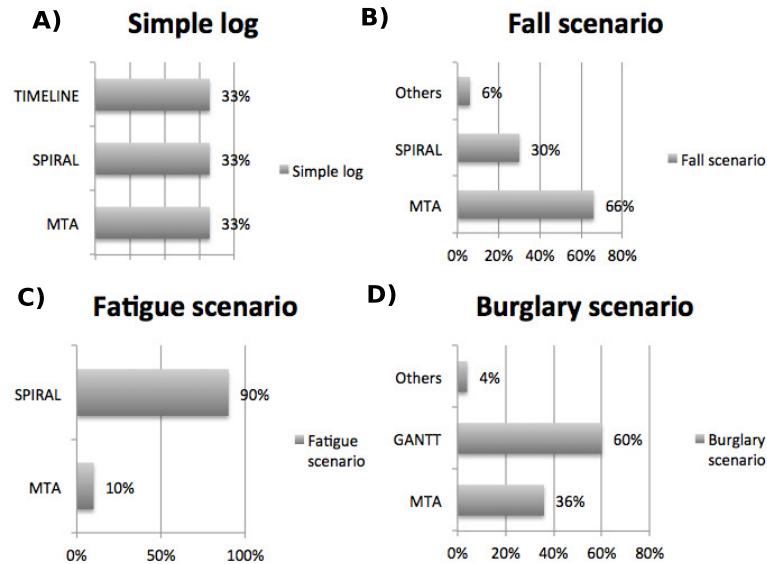 A)
Simple log
TIMELINE
33%
SPIRAL
33%
MTA
33%
Simple log
B)
Fall scenario
Others
6%
SPIRAL
30%
MTA
66%
0% 20% 40% 60% 80%
Fall scenario
C)
Fatigue scenario
SPIRAL
90%
MTA
10%
0% 50% 100%
Fatigue
scenario
D)
Burglary scenario
Others
4%
GANTT
60%
MTA
36%
0% 20% 40% 60% 80%
Burglary
scenario